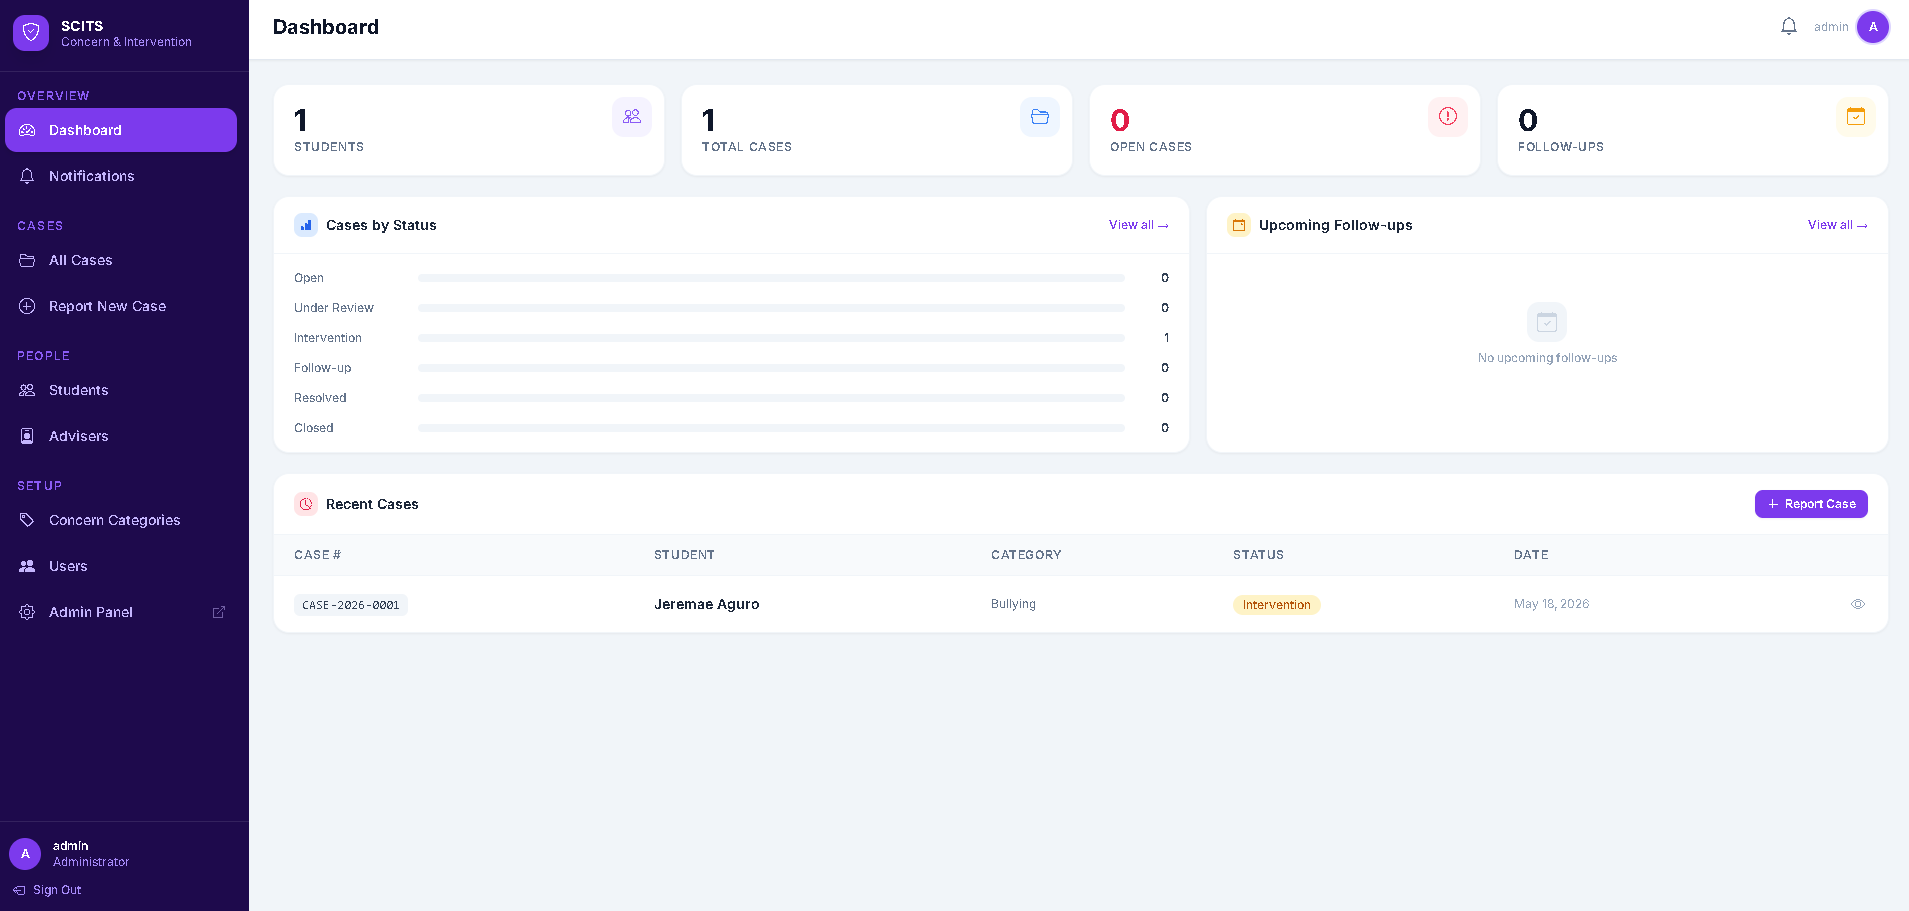 SCITS
Concern & Intervention
OVERVIEW
Dashboard
Notifications
CASES
All Cases
Report New Case
PEOPLE
Students
Advisers
SETUP
Concern Categories
Users
Admin Panel
A
admin
Administrator
Sign Out
Dashboard
admin
A
1
STUDENTS
1
TOTAL CASES
0
OPEN CASES
0
FOLLOW-UPS
Cases by Status
View all →
Open 0
Under Review 0
Intervention 1
Follow-up 0
Resolved 0
Closed 0
Upcoming Follow-ups
View all →
No upcoming follow-ups
Recent Cases
+ Report Case
CASE # STUDENT CATEGORY STATUS DATE
CASE-2026-0001 Jeremae Aguro Bullying Intervention May 18, 2026